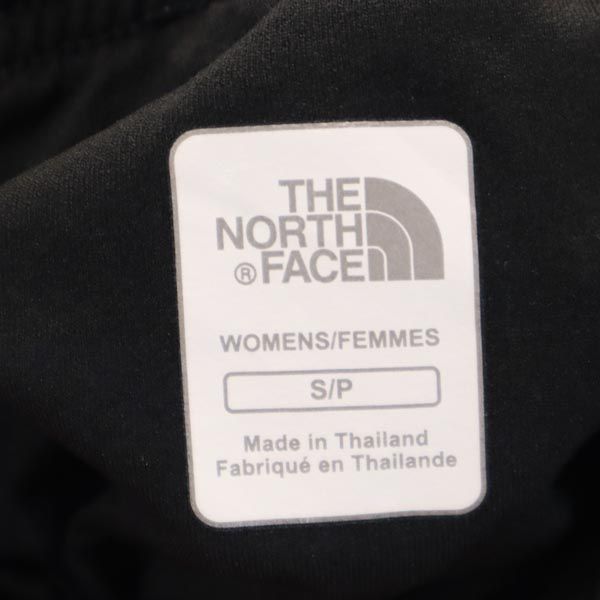 THE
NORTH
® FACE
WOMENS/FEMMES
S/P
Made in Thailand
Fabriqué en Thailande